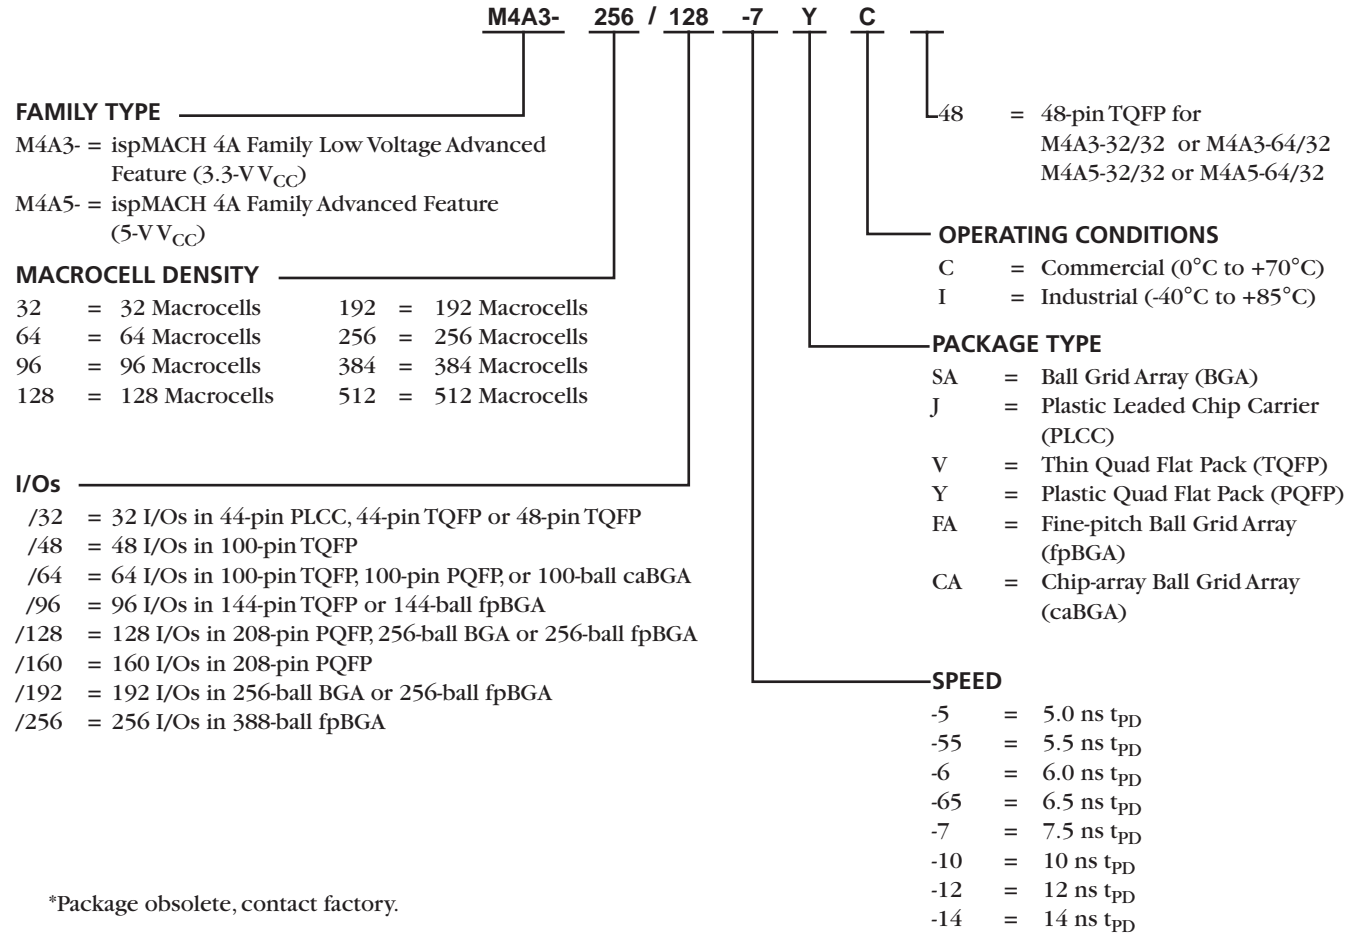 M4A3- 256 / 128 -7 Y C
FAMILY TYPE
M4A3- = ispMACH 4A Family Low Voltage Advanced
Feature (3.3-V VCC)
M4A5- = ispMACH 4A Family Advanced Feature
(5-V VCC)
MACROCELL DENSITY
32 = 32 Macrocells 192 = 192 Macrocells
64 = 64 Macrocells 256 = 256 Macrocells
96 = 96 Macrocells 384 = 384 Macrocells
128 = 128 Macrocells 512 = 512 Macrocells
I/Os
/32 = 32 I/Os in 44-pin PLCC, 44-pin TQFP or 48-pin TQFP
/48 = 48 I/Os in 100-pin TQFP
/64 = 64 I/Os in 100-pin TQFP, 100-pin PQFP, or 100-ball caBGA
/96 = 96 I/Os in 144-pin TQFP or 144-ball fpBGA
/128 = 128 I/Os in 208-pin PQFP, 256-ball BGA or 256-ball fpBGA
/160 = 160 I/Os in 208-pin PQFP
/192 = 192 I/Os in 256-ball BGA or 256-ball fpBGA
/256 = 256 I/Os in 388-ball fpBGA
48 = 48-pin TQFP for
M4A3-32/32 or M4A3-64/32
M4A5-32/32 or M4A5-64/32
OPERATING CONDITIONS
C = Commercial (0°C to +70°C)
I = Industrial (-40°C to +85°C)
PACKAGE TYPE
SA = Ball Grid Array (BGA)
J = Plastic Leaded Chip Carrier
(PLCC)
V = Thin Quad Flat Pack (TQFP)
Y = Plastic Quad Flat Pack (PQFP)
FA = Fine-pitch Ball Grid Array
(fpBGA)
CA = Chip-array Ball Grid Array
(caBGA)
SPEED
-5 = 5.0 ns tPD
-55 = 5.5 ns tPD
-6 = 6.0 ns tPD
-65 = 6.5 ns tPD
-7 = 7.5 ns tPD
-10 = 10 ns tPD
-12 = 12 ns tPD
-14 = 14 ns tPD
*Package obsolete, contact factory.